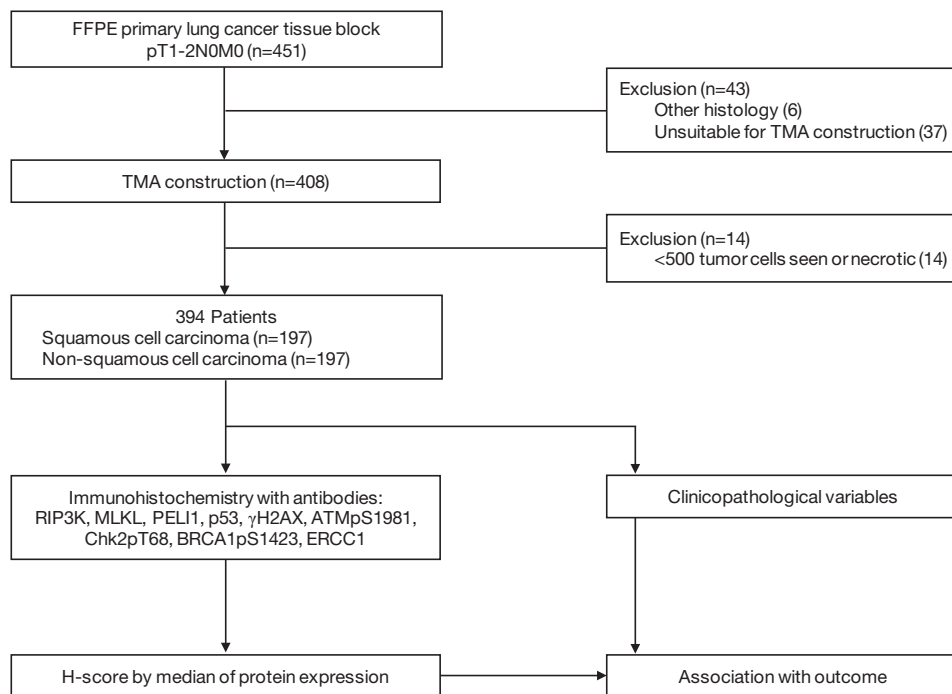 FFPE primary lung cancer tissue block
pT1-2N0M0 (n=451)
Exclusion (n=43)
Other histology (6)
Unsuitable for TMA construction (37)
TMA construction (n=408)
Exclusion (n=14)
<500 tumor cells seen or necrotic (14)
394 Patients
Squamous cell carcinoma (n=197)
Non-squamous cell carcinoma (n=197)
Immunohistochemistry with antibodies:
RIP3K, MLKL, PELI1, p53, γH2AX, ATMpS1981,
Chk2pT68, BRCA1pS1423, ERCC1
Clinicopathological variables
H-score by median of protein expression
Association with outcome